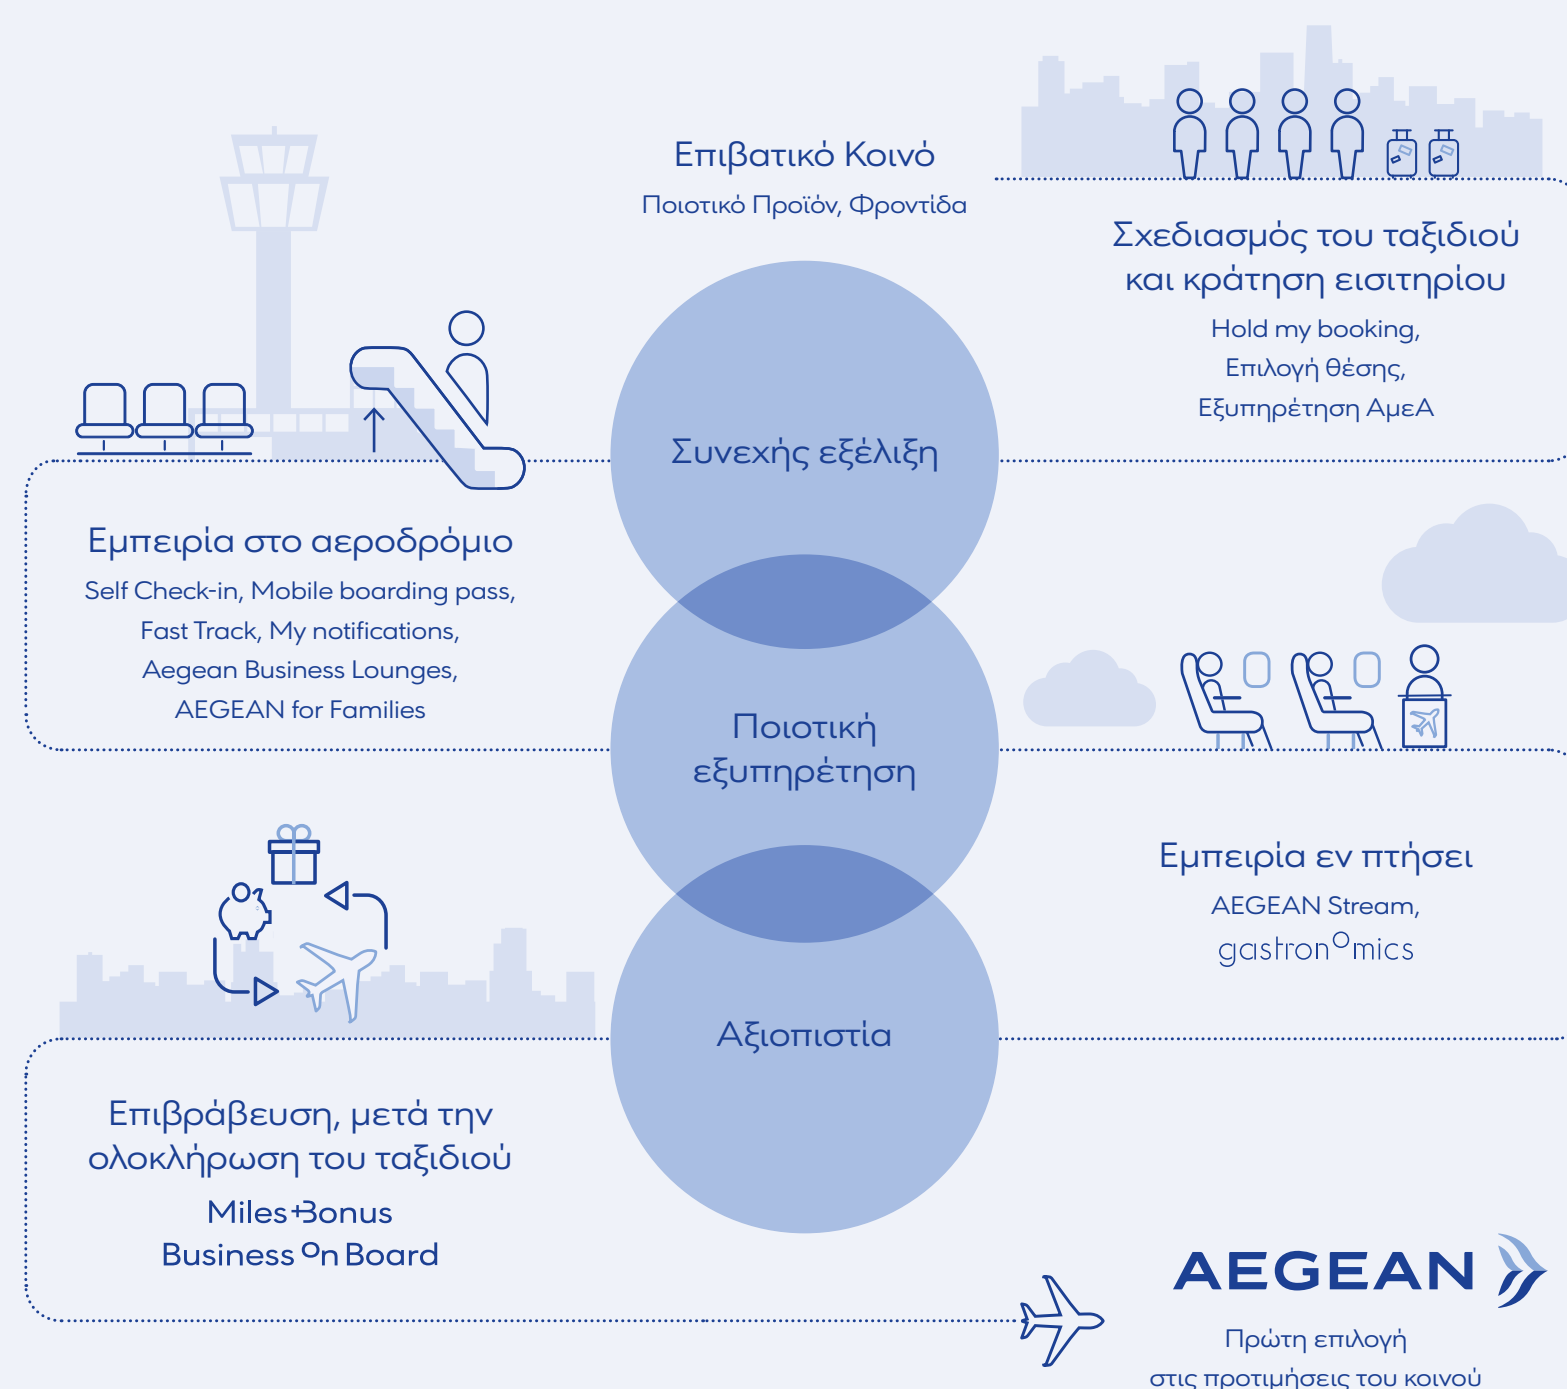 Επιβατικό Κοινό
Ποιοτικό Προϊόν, Φροντίδα
Σχεδιασμός του ταξιδιού
και κράτηση εισιτηρίου
Hold my booking,
Επιλογή θέσης,
Εξυπηρέτηση ΑμεΑ
Συνεχής εξέλιξη
Εμπειρία στο αεροδρόμιο
Self Check-in, Mobile boarding pass,
Fast Track, My notifications,
Aegean Business Lounges,
AEGEAN for Families
Ποιοτική
εξυπηρέτηση
Εμπειρία εν πτήσει
AEGEAN Stream,
gastronomics
Αξιοπιστία
Επιβράβευση, μετά την
ολοκλήρωση του ταξιδιού
Miles+Bonus
Business On Board
AEGEAN
Πρώτη επιλογή
στις προτιμήσεις του κοινού